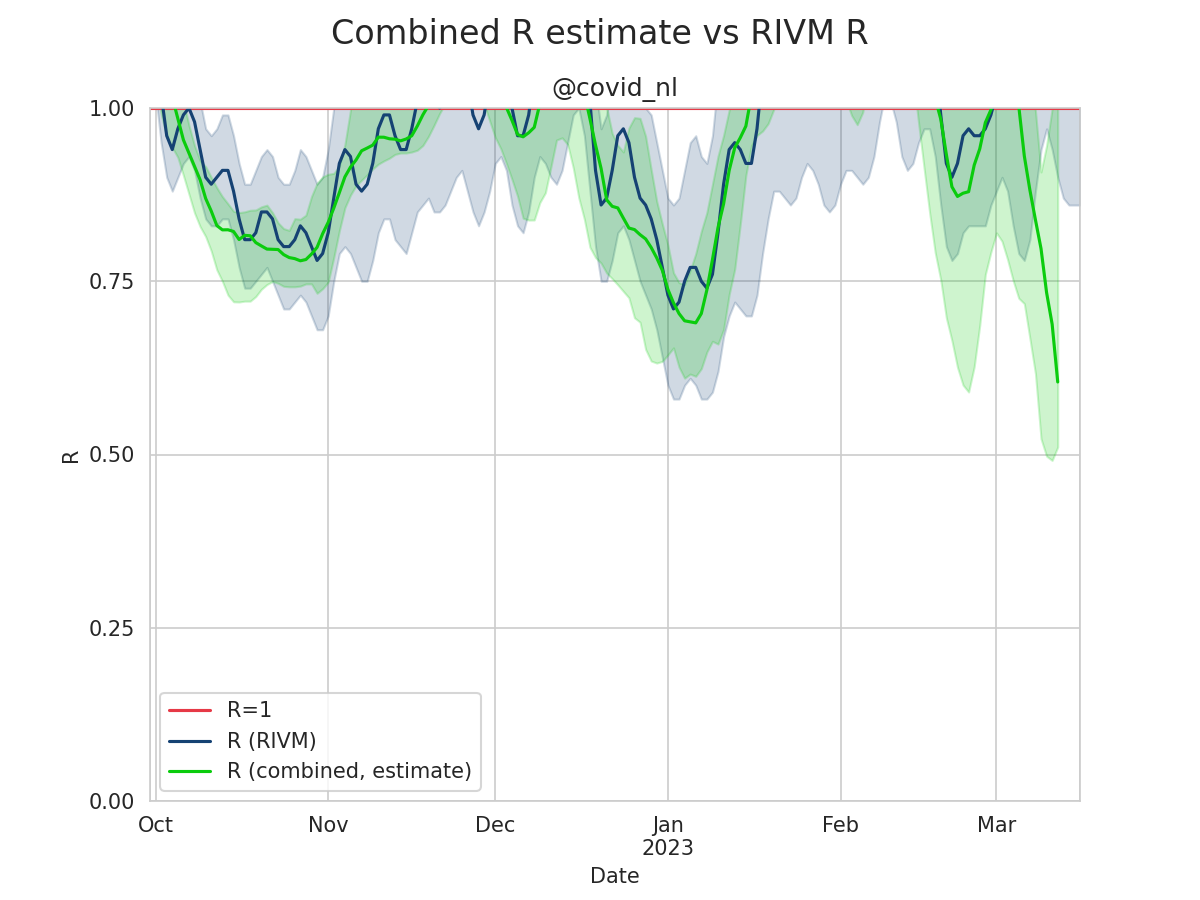 Combined R estimate vs RIVM R
@covid_nl
1.00
0.75
0.50
0.25
0.00
R
R=1
R (RIVM)
R (combined, estimate)
Oct Nov Dec Jan Feb Mar
2023
Date